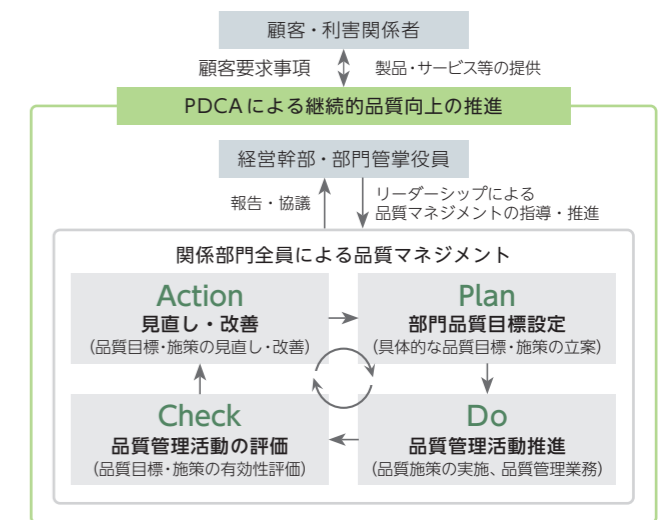 顧客・利害関係者
顧客要求事項
製品・サービス等の提供
PDCAによる継続的品質向上の推進
経営幹部・部門管掌役員
報告・協議
リーダーシップによる
品質マネジメントの指導・推進
関係部門全員による品質マネジメント
Action
見直し・改善
(品質目標・施策の見直し・改善)
Plan
部門品質目標設定
(具体的な品質目標・施策の立案)
Check
品質管理活動の評価
(品質目標・施策の有効性評価)
Do
品質管理活動推進
(品質施策の実施、品質管理業務)